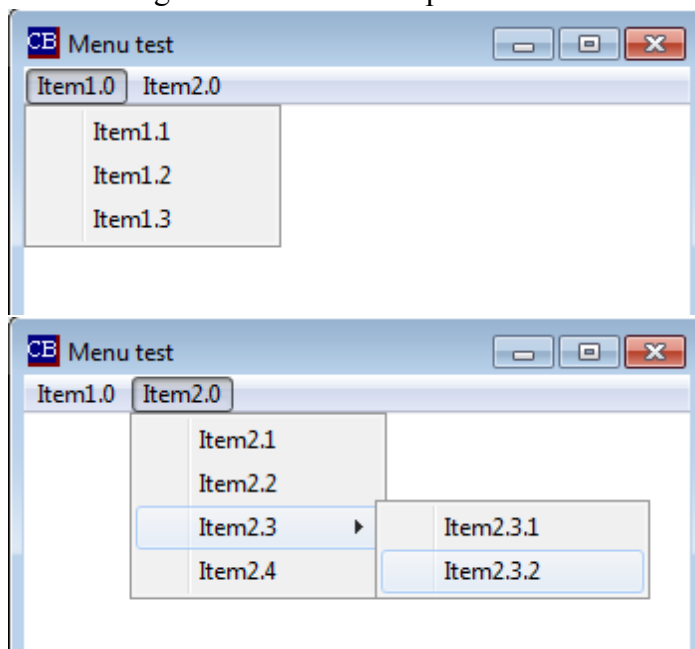 CB Menu test
Item1.0 Item2.0
Item1.1
Item1.2
Item1.3
CB Menu test
Item1.0 Item2.0
Item2.1
Item2.2
Item2.3 Item2.3.1
Item2.4 Item2.3.2